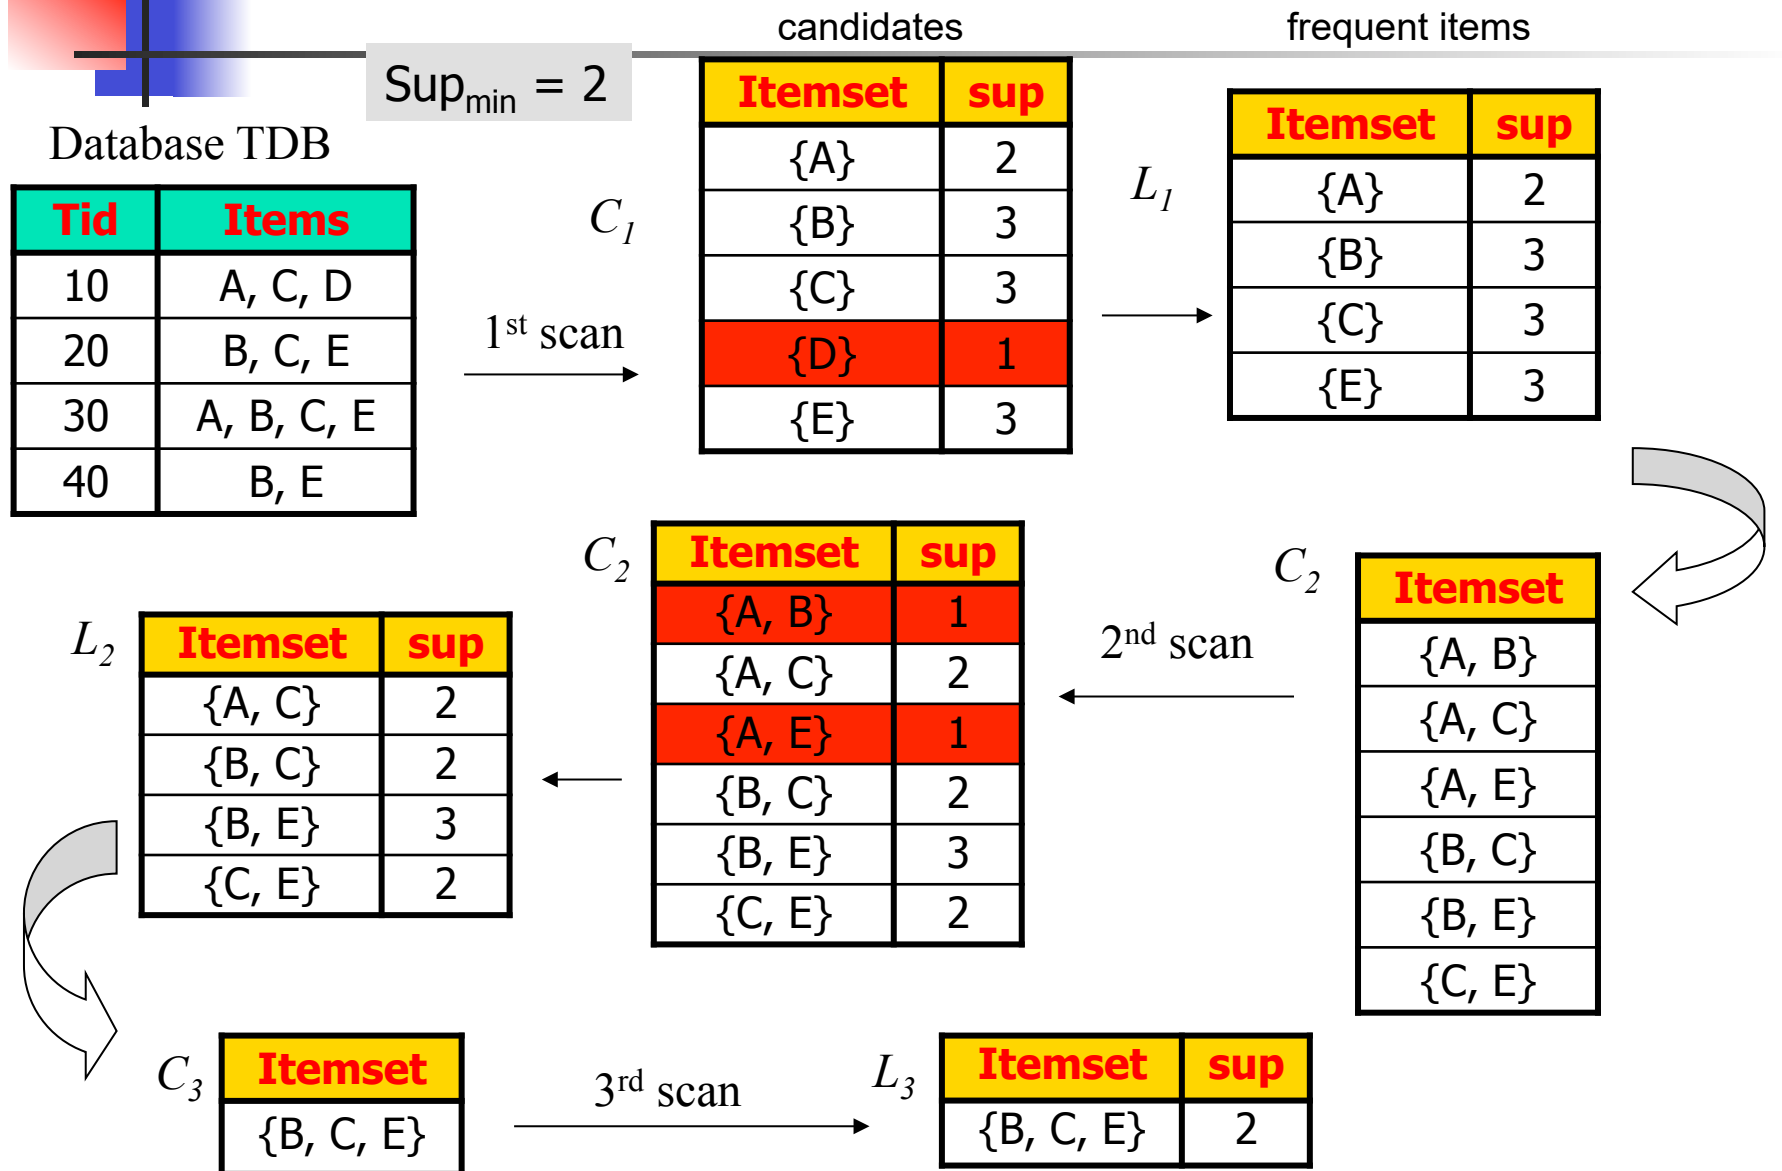 candidates
frequent items
Sup_min = 2
Database TDB
Tid Items
10 A, C, D
20 B, C, E
30 A, B, C, E
40 B, E
1st scan
C1
Itemset sup
{A} 2
{B} 3
{C} 3
{D} 1
{E} 3
L1
Itemset sup
{A} 2
{B} 3
{C} 3
{E} 3
C2
Itemset
{A, B}
{A, C}
{A, E}
{B, C}
{B, E}
{C, E}
2nd scan
C2
Itemset sup
{A, B} 1
{A, C} 2
{A, E} 1
{B, C} 2
{B, E} 3
{C, E} 2
L2
Itemset sup
{A, C} 2
{B, C} 2
{B, E} 3
{C, E} 2
C3
Itemset
{B, C, E}
3rd scan
L3
Itemset sup
{B, C, E} 2